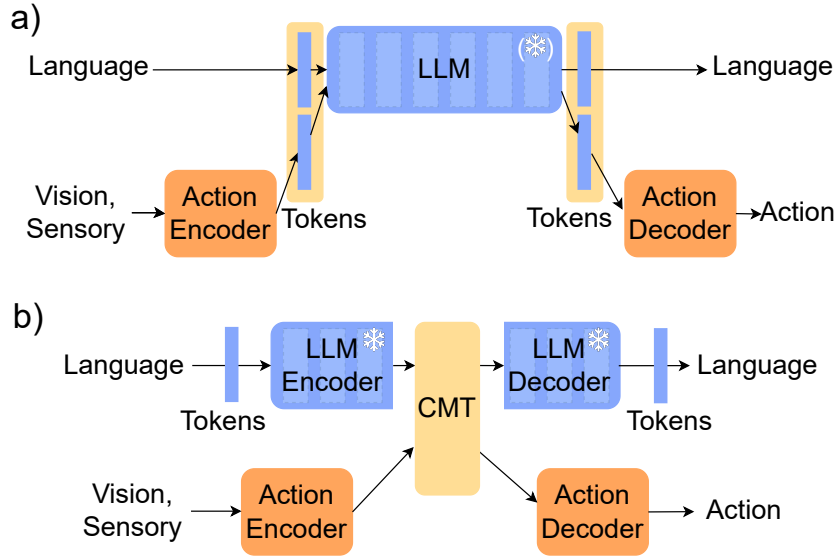 a)
Language
LLM
(❄)
Language
Vision,
Sensory
Action
Encoder
Tokens
Tokens
Action
Decoder
Action
b)
Language
Tokens
LLM
Encoder
CMT
LLM
Decoder
Tokens
Language
Vision,
Sensory
Action
Encoder
Action
Decoder
Action